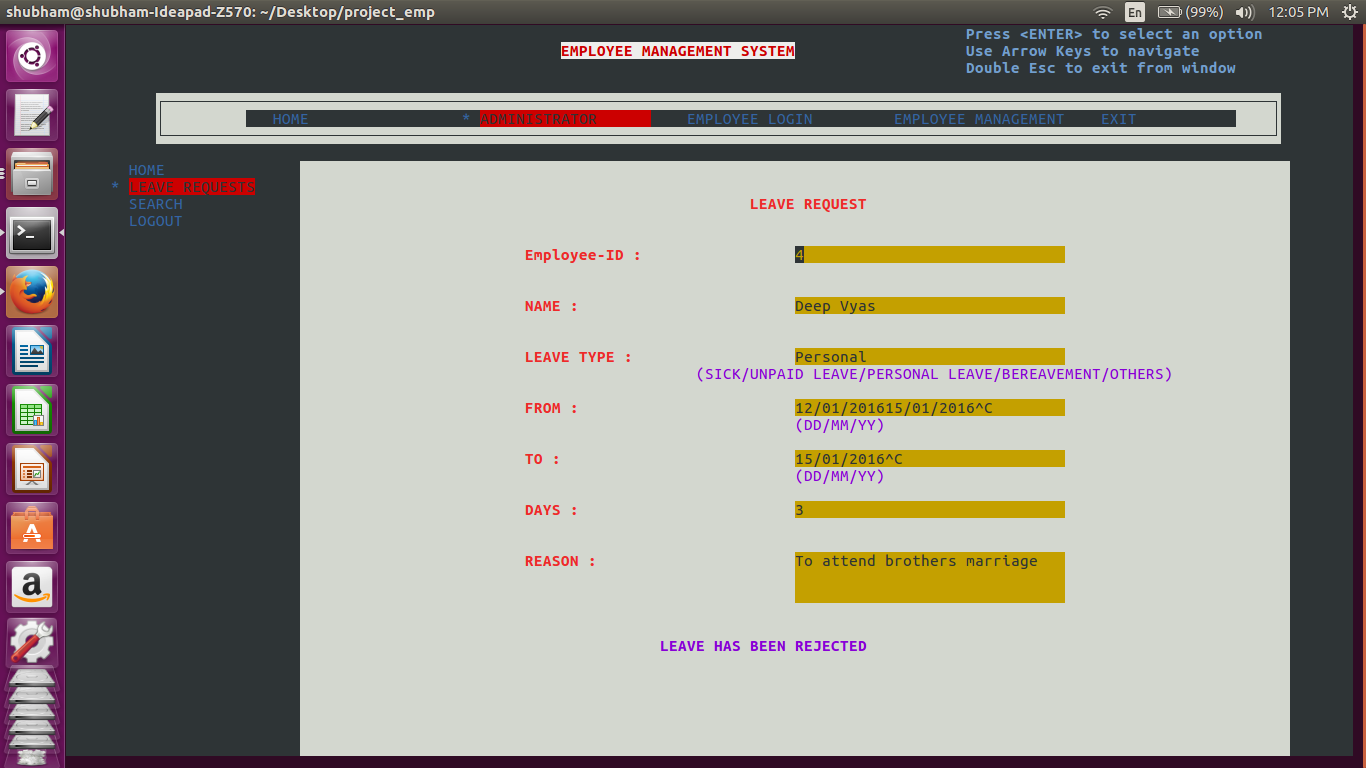 shubham@shubham-Ideapad-Z570: ~/Desktop/project_emp En (99%) 12:05 PM
Press <ENTER> to select an option
EMPLOYEE MANAGEMENT SYSTEM
Use Arrow Keys to navigate
Double Esc to exit from window
HOME * ADMINTSTRATOR EMPLOYEE LOGIN EMPLOYEE MANAGEMENT EXIT
HOME
* LEAVE REQUESTS
SEARCH
LOGOUT
LEAVE REQUEST
Employee-ID : 4
NAME : Deep Vyas
LEAVE TYPE : Personal
(SICK/UNPAID LEAVE/PERSONAL LEAVE/BEREAVEMENT/OTHERS)
FROM : 12/01/201615/01/2016^C
(DD/MM/YY)
TO : 15/01/2016^C
(DD/MM/YY)
DAYS : 3
REASON : To attend brothers marriage
LEAVE HAS BEEN REJECTED